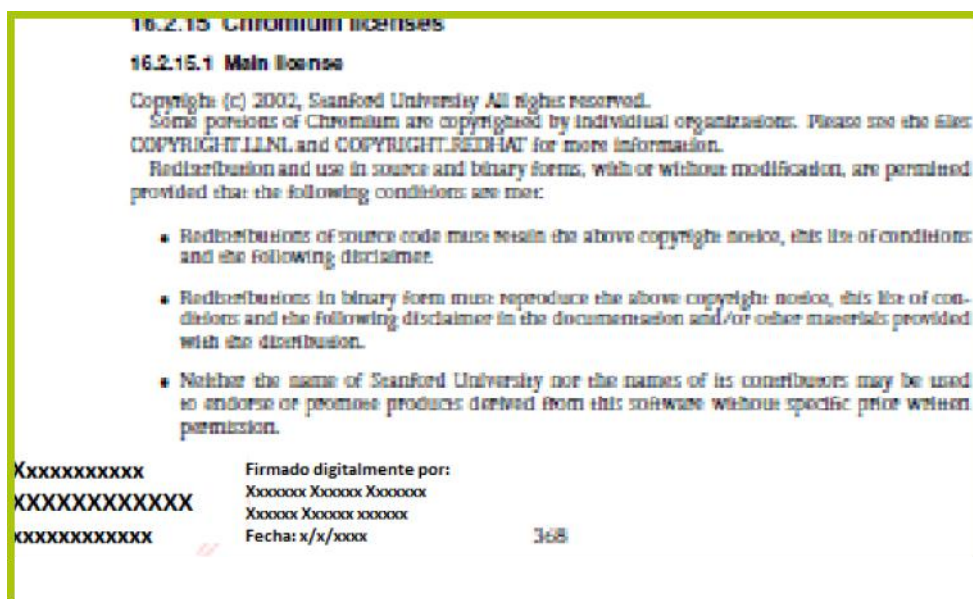 16.2.15 Chromium licenses
16.2.15.1 Main license
Copyright (c) 2002, Stanford University All rights reserved.
Some portions of Chromium are copyrighted by individual organizations. Please see the files
COPYRIGHT.LLNL and COPYRIGHT.REDHAT for more information.
Redistribution and use in source and binary forms, with or without modification, are permitted
provided that the following conditions are met:
• Redistributions of source code must retain the above copyright notice, this list of conditions
and the following disclaimer.
• Redistributions in binary form must reproduce the above copyright notice, this list of con-
ditions and the following disclaimer in the documentation and/or other materials provided
with the distribution.
• Neither the name of Stanford University nor the names of its contributors may be used
to endorse or promote products derived from this software without specific prior written
permission.
Xxxxxxxxxxx
XXXXXXXXXXXX
xxxxxxxxxxxx
Firmado digitalmente por:
Xxxxxxx Xxxxxx Xxxxxxx
Xxxxxx Xxxxxx xxxxxx
Fecha: x/x/xxxx
368